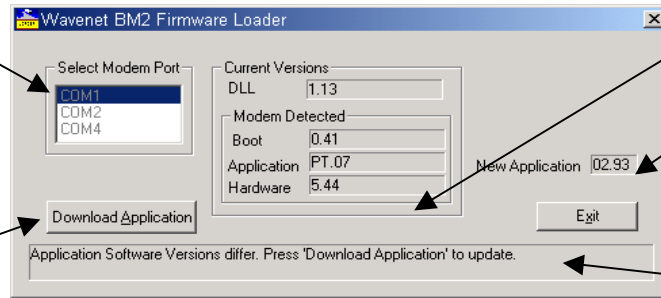 Wavenet BM2 Firmware Loader
Select Modem Port
COM1
COM2
COM4
Download Application
Current Versions
DLL 1.13
Modem Detected
Boot 0.41
Application PT.07
Hardware 5.44
New Application 02.93
Exit
Application Software Versions differ. Press 'Download Application' to update.